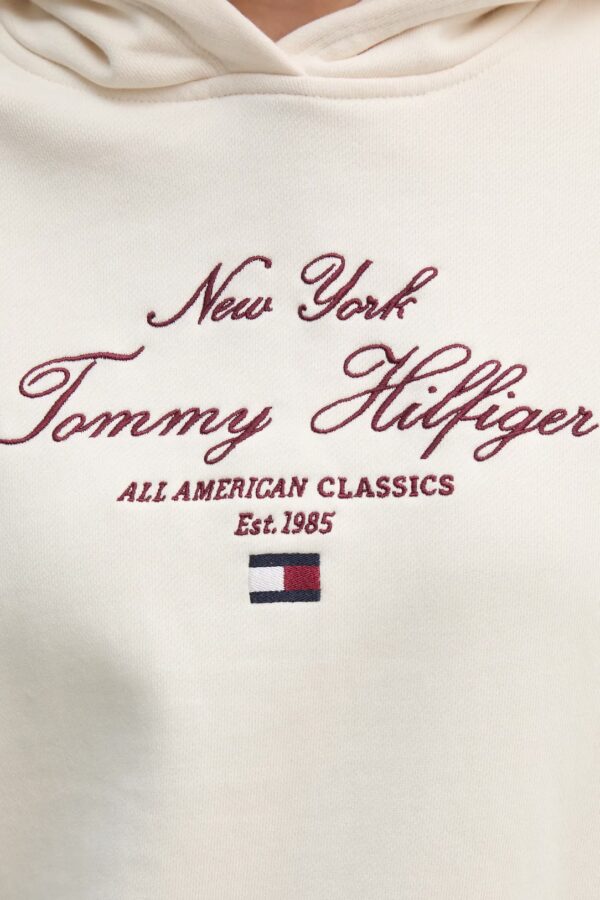 New York
Tommy Hilfiger
ALL AMERICAN CLASSICS
Est. 1985